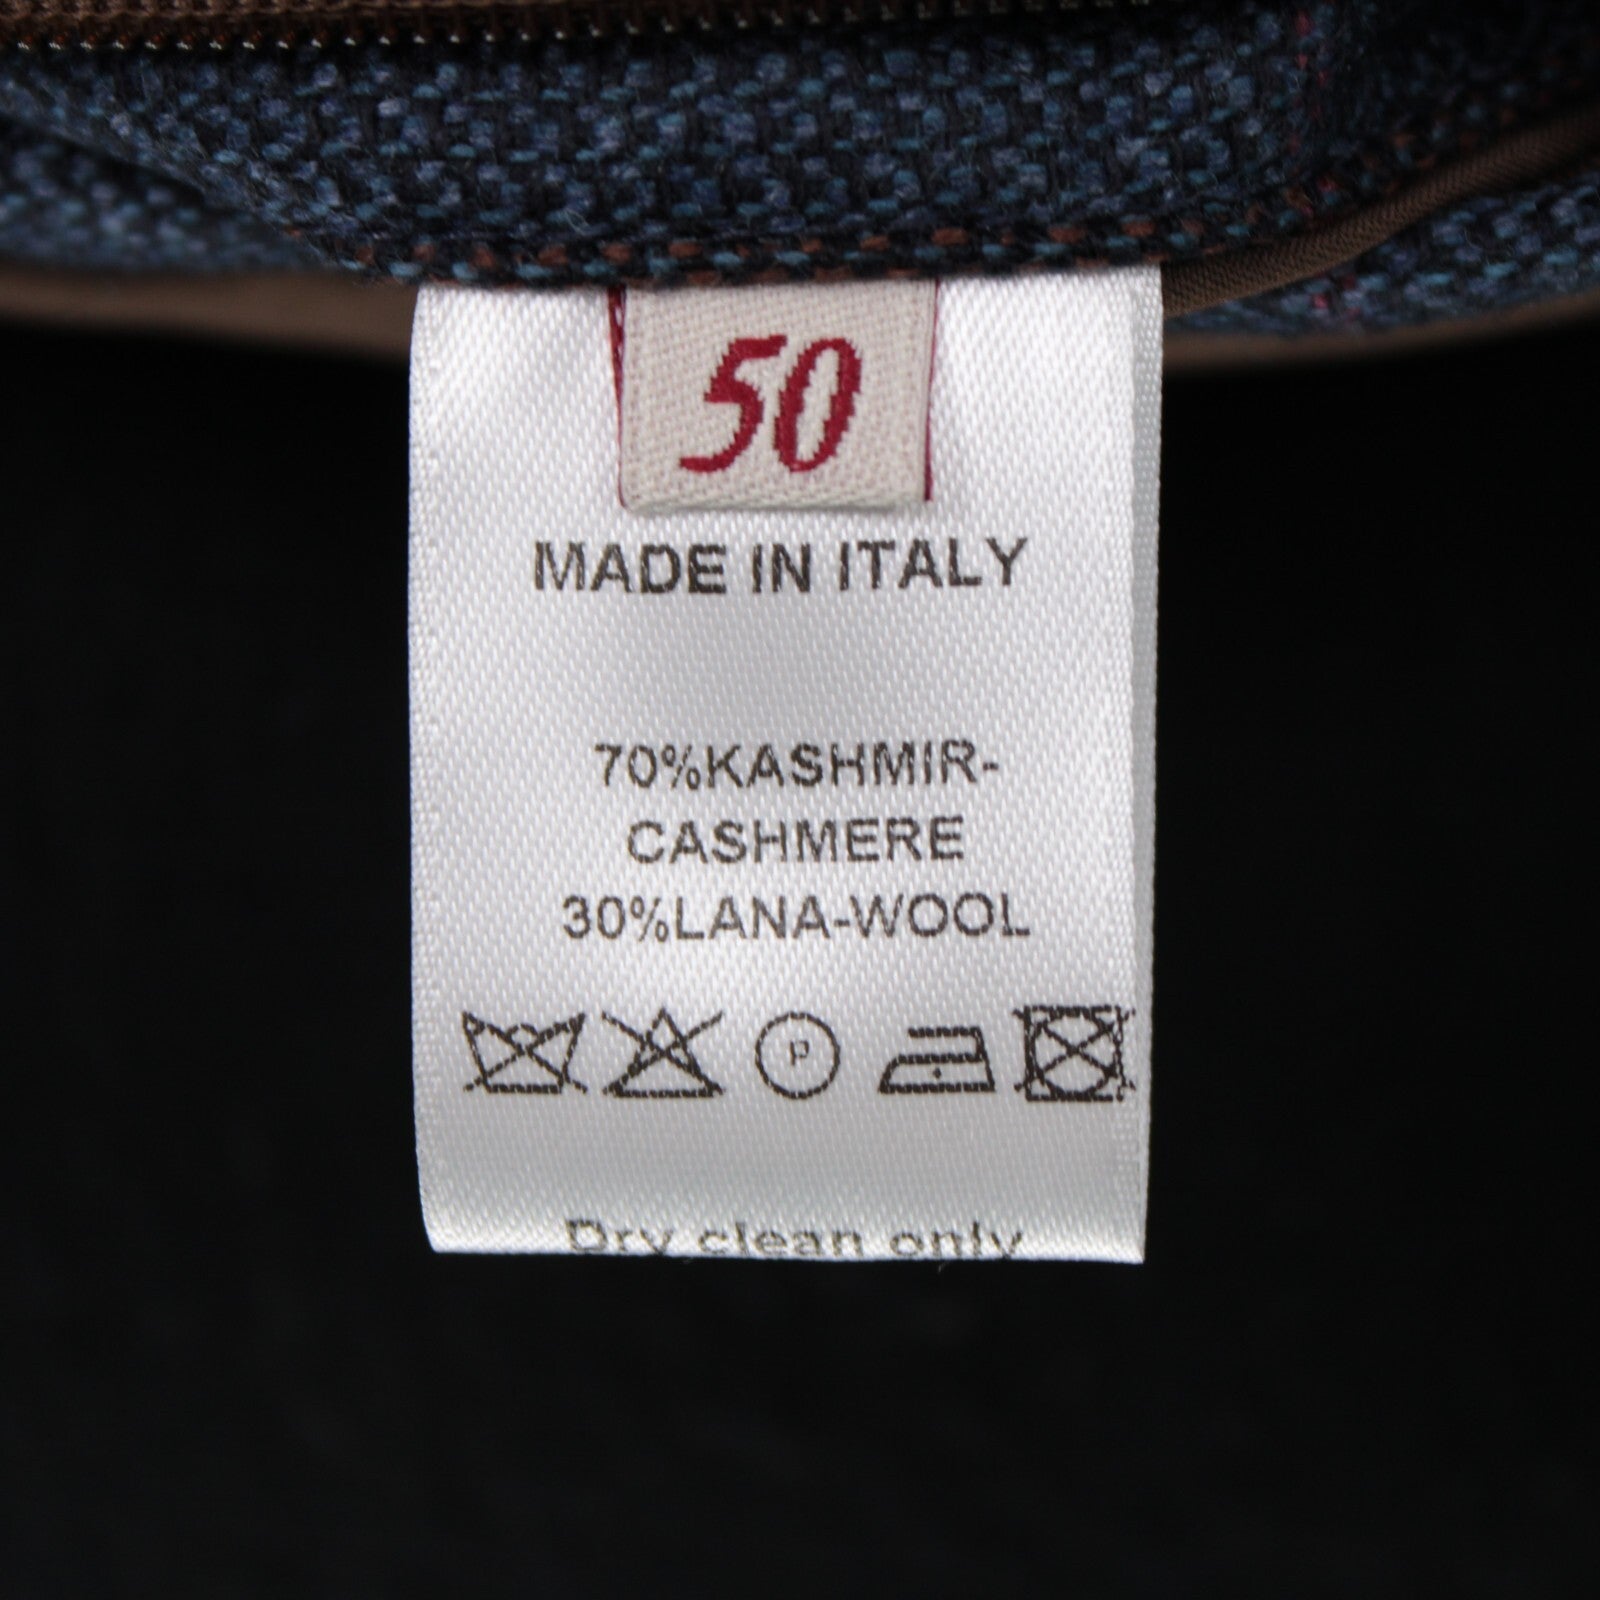 50
MADE IN ITALY
70%KASHMIR-
CASHMERE
30%LANA-WOOL
P
Dry clean only